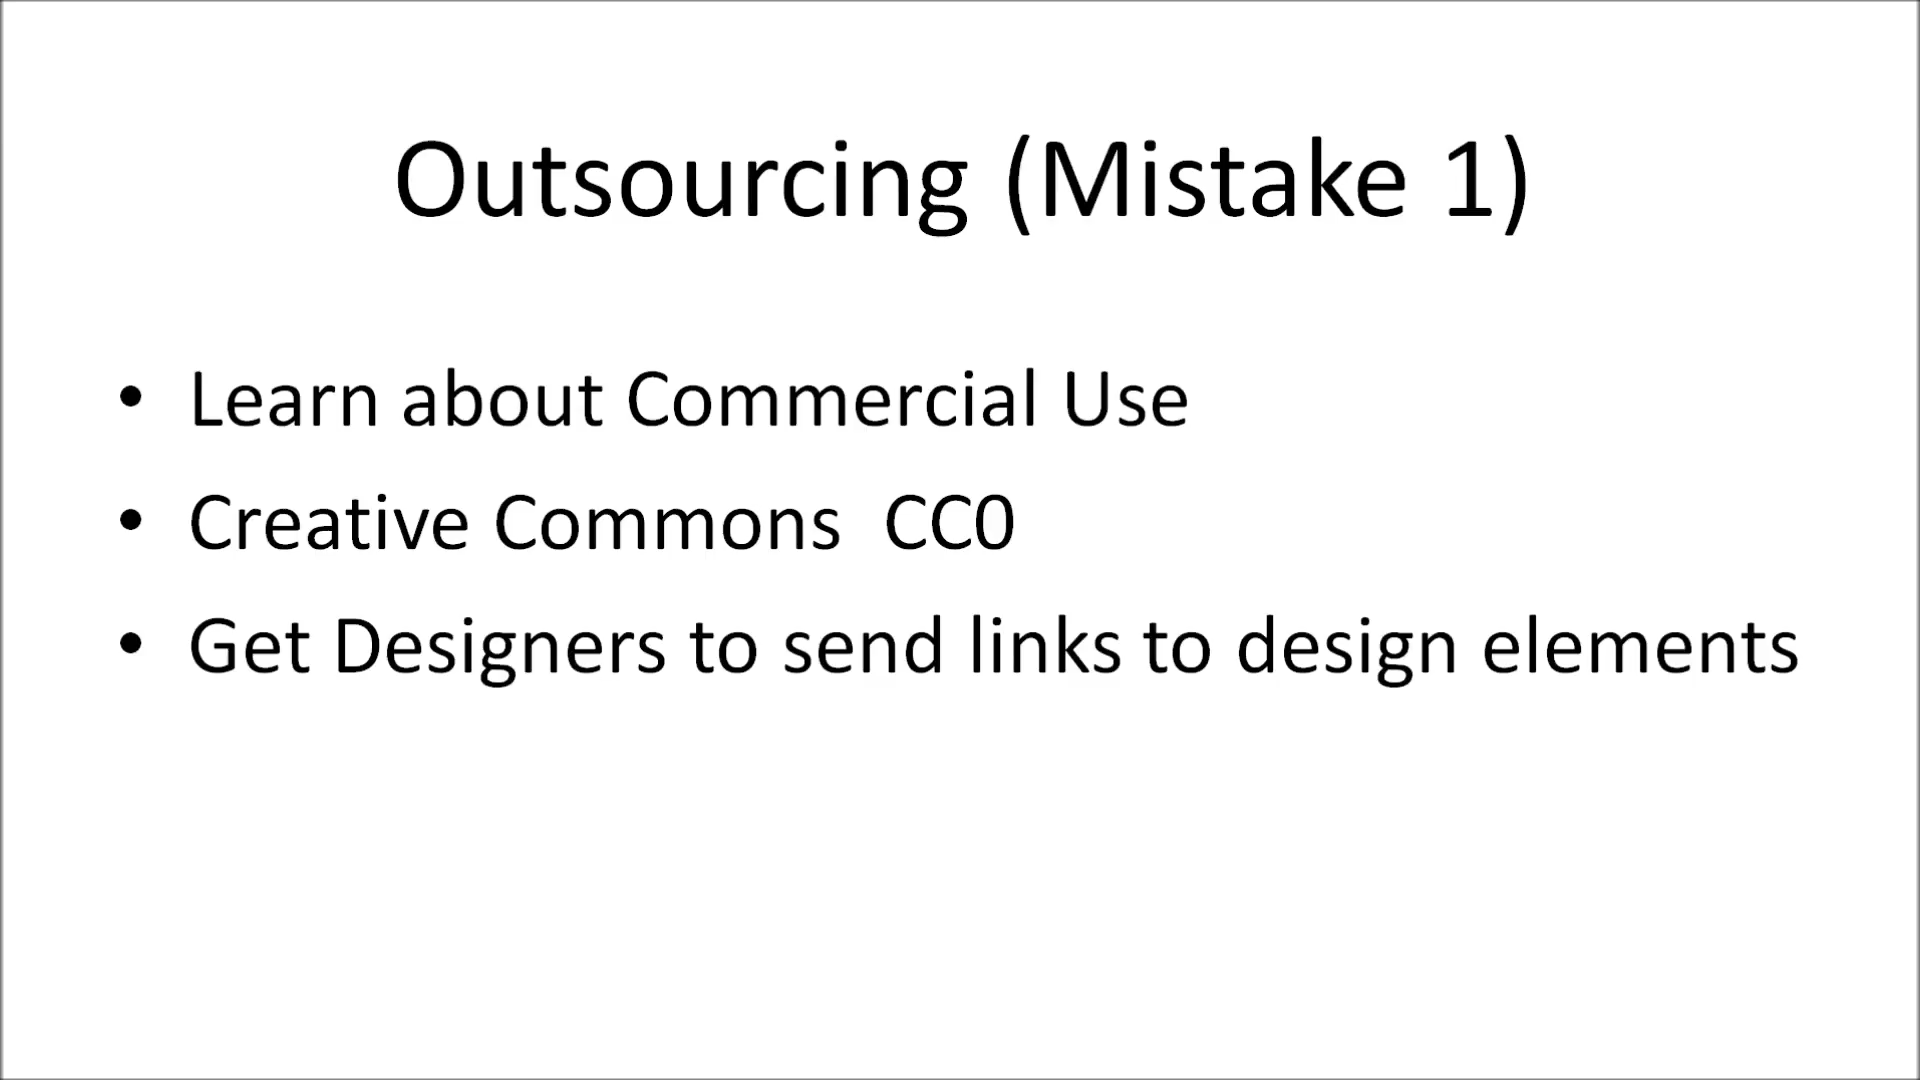 Outsourcing (Mistake 1)
• Learn about Commercial Use
• Creative Commons  CC0
• Get Designers to send links to design elements